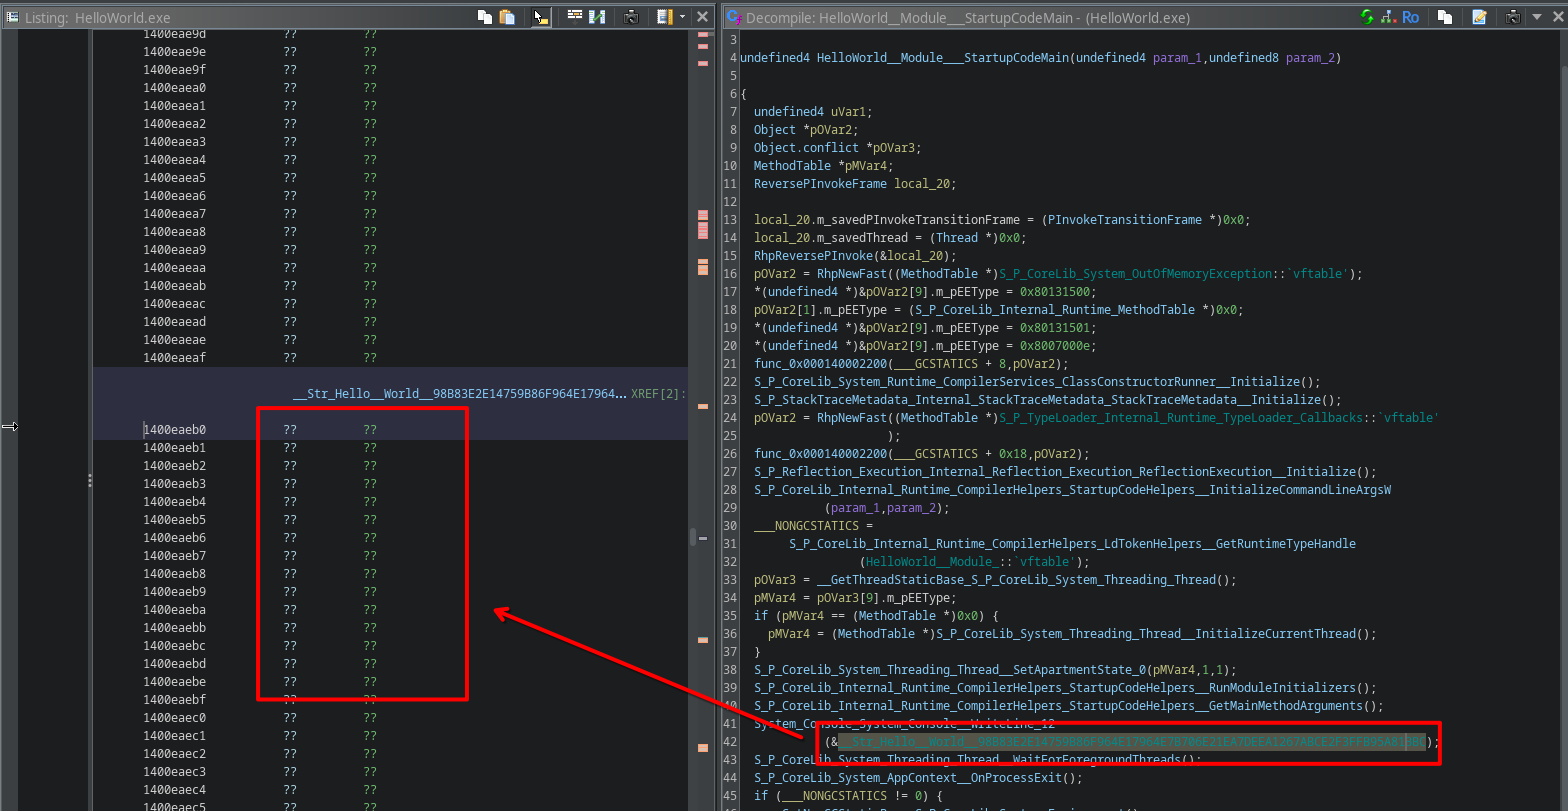 Listing: HelloWorld.exe
1400eae9d ?? ??
1400eae9e ?? ??
1400eae9f ?? ??
1400eaea0 ?? ??
1400eaea1 ?? ??
1400eaea2 ?? ??
1400eaea3 ?? ??
1400eaea4 ?? ??
1400eaea5 ?? ??
1400eaea6 ?? ??
1400eaea7 ?? ??
1400eaea8 ?? ??
1400eaea9 ?? ??
1400eaeaa ?? ??
1400eaeab ?? ??
1400eaeac ?? ??
1400eaead ?? ??
1400eaeae ?? ??
1400eaeaf ?? ??
__Str_Hello__World__98B83E2E14759B86F964E17964... XREF[2]:
1400eaeb0 ?? ??
1400eaeb1 ?? ??
1400eaeb2 ?? ??
1400eaeb3 ?? ??
1400eaeb4 ?? ??
1400eaeb5 ?? ??
1400eaeb6 ?? ??
1400eaeb7 ?? ??
1400eaeb8 ?? ??
1400eaeb9 ?? ??
1400eaeba ?? ??
1400eaebb ?? ??
1400eaebc ?? ??
1400eaebd ?? ??
1400eaebe ?? ??
1400eaebf ?? ??
1400eaec0 ?? ??
1400eaec1 ?? ??
1400eaec2 ?? ??
1400eaec3 ?? ??
1400eaec4 ?? ??
1400eaec5 ?? ??
Decompile: HelloWorld__Module___StartupCodeMain - (HelloWorld.exe)
Ro
3
4 undefined4 HelloWorld__Module___StartupCodeMain(undefined4 param_1,undefined8 param_2)
5
6 {
7 undefined4 uVar1;
8 Object *pOVar2;
9 Object.conflict *pOVar3;
10 MethodTable *pMVar4;
11 ReversePInvokeFrame local_20;
12
13 local_20.m_savedPInvokeTransitionFrame = (PInvokeTransitionFrame *)0x0;
14 local_20.m_savedThread = (Thread *)0x0;
15 RhpReversePInvoke(&local_20);
16 pOVar2 = RhpNewFast((MethodTable *)S_P_CoreLib_System_OutOfMemoryException::`vftable');
17 *(undefined4 *)&pOVar2[9].m_pEEType = 0x80131500;
18 pOVar2[1].m_pEEType = (S_P_CoreLib_Internal_Runtime_MethodTable *)0x0;
19 *(undefined4 *)&pOVar2[9].m_pEEType = 0x80131501;
20 *(undefined4 *)&pOVar2[9].m_pEEType = 0x8007000e;
21 func_0x000140002200(___GCSTATICS + 8,pOVar2);
22 S_P_CoreLib_System_Runtime_CompilerServices_ClassConstructorRunner__Initialize();
23 S_P_StackTraceMetadata_Internal_StackTraceMetadata_StackTraceMetadata__Initialize();
24 pOVar2 = RhpNewFast((MethodTable *)S_P_TypeLoader_Internal_Runtime_TypeLoader_Callbacks::`vftable'
25 );
26 func_0x000140002200(___GCSTATICS + 0x18,pOVar2);
27 S_P_Reflection_Execution_Internal_Reflection_Execution_ReflectionExecution__Initialize();
28 S_P_CoreLib_Internal_Runtime_CompilerHelpers_StartupCodeHelpers__InitializeCommandLineArgsW
29 (param_1,param_2);
30 ___NONGCSTATICS =
31 S_P_CoreLib_Internal_Runtime_CompilerHelpers_LdTokenHelpers__GetRuntimeTypeHandle
32 (HelloWorld__Module_::`vftable');
33 pOVar3 = __GetThreadStaticBase_S_P_CoreLib_System_Threading_Thread();
34 pMVar4 = pOVar3[9].m_pEEType;
35 if (pMVar4 == (MethodTable *)0x0) {
36 pMVar4 = (MethodTable *)S_P_CoreLib_System_Threading_Thread__InitializeCurrentThread();
37 }
38 S_P_CoreLib_System_Threading_Thread__SetApartmentState_0(pMVar4,1,1);
39 S_P_CoreLib_Internal_Runtime_CompilerHelpers_StartupCodeHelpers__RunModuleInitializers();
40 S_P_CoreLib_Internal_Runtime_CompilerHelpers_StartupCodeHelpers__GetMainMethodArguments();
41 System_Console_System_Console__WriteLine_12
42
43 S_P_CoreLib_System_Threading_Thread__WaitForForegroundThreads();
44 S_P_CoreLib_System_AppContext__OnProcessExit();
45 if (___NONGCSTATICS != 0) {